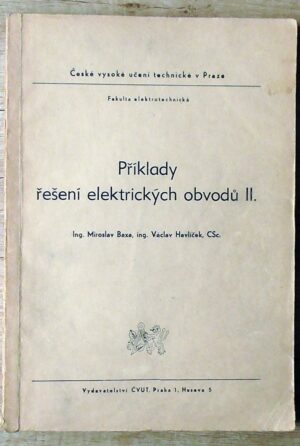 České vysoké učení technické v Praze
Fakulta elektrotechnická
Příklady
řešení elektrických obvodů II.
Ing. Miroslav Baxa, ing. Václav Havlíček, CSc.
Vydavatelství ČVUT, Praha 1, Husova 5